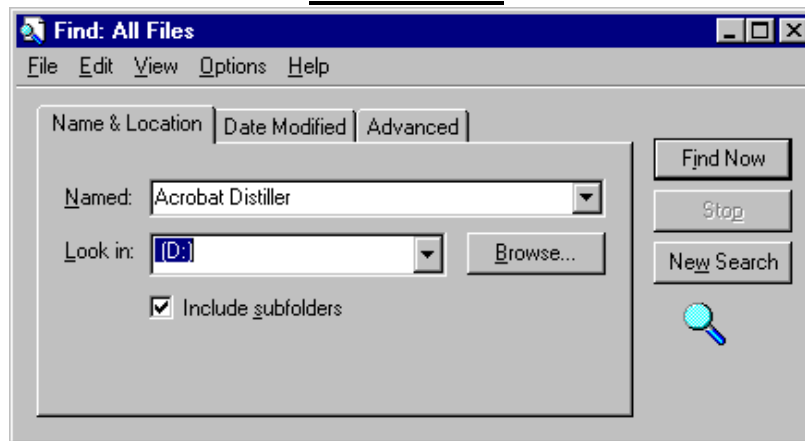 Find: All Files
File Edit View Options Help
Name & Location Date Modified Advanced
Find Now
Named: Acrobat Distiller
Stop
Look in: (D:) Browse...
New Search
Include subfolders